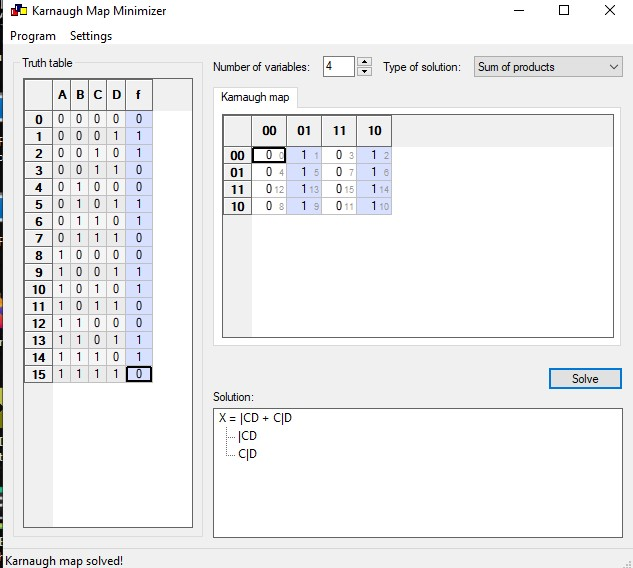 Karnaugh Map Minimizer
Program Settings
Truth table
Number of variables: 4 Type of solution: Sum of products
A B C D f
0 0 0 0 0 0
1 0 0 0 1 1
2 0 0 1 0 1
3 0 0 1 1 0
4 0 1 0 0 0
5 0 1 0 1 1
6 0 1 1 0 1
7 0 1 1 1 0
8 1 0 0 0 0
9 1 0 0 1 1
10 1 0 1 0 1
11 1 0 1 1 0
12 1 1 0 0 0
13 1 1 0 1 1
14 1 1 1 0 1
15 1 1 1 1 0
Karnaugh map
00 01 11 10
00 0 0 1 1 0 3 1 2
01 0 4 1 5 0 7 1 6
11 0 12 1 13 0 15 1 14
10 0 8 1 9 0 11 1 10
Solve
Solution:
X = |CD + C|D
|CD
C|D
Karnaugh map solved!